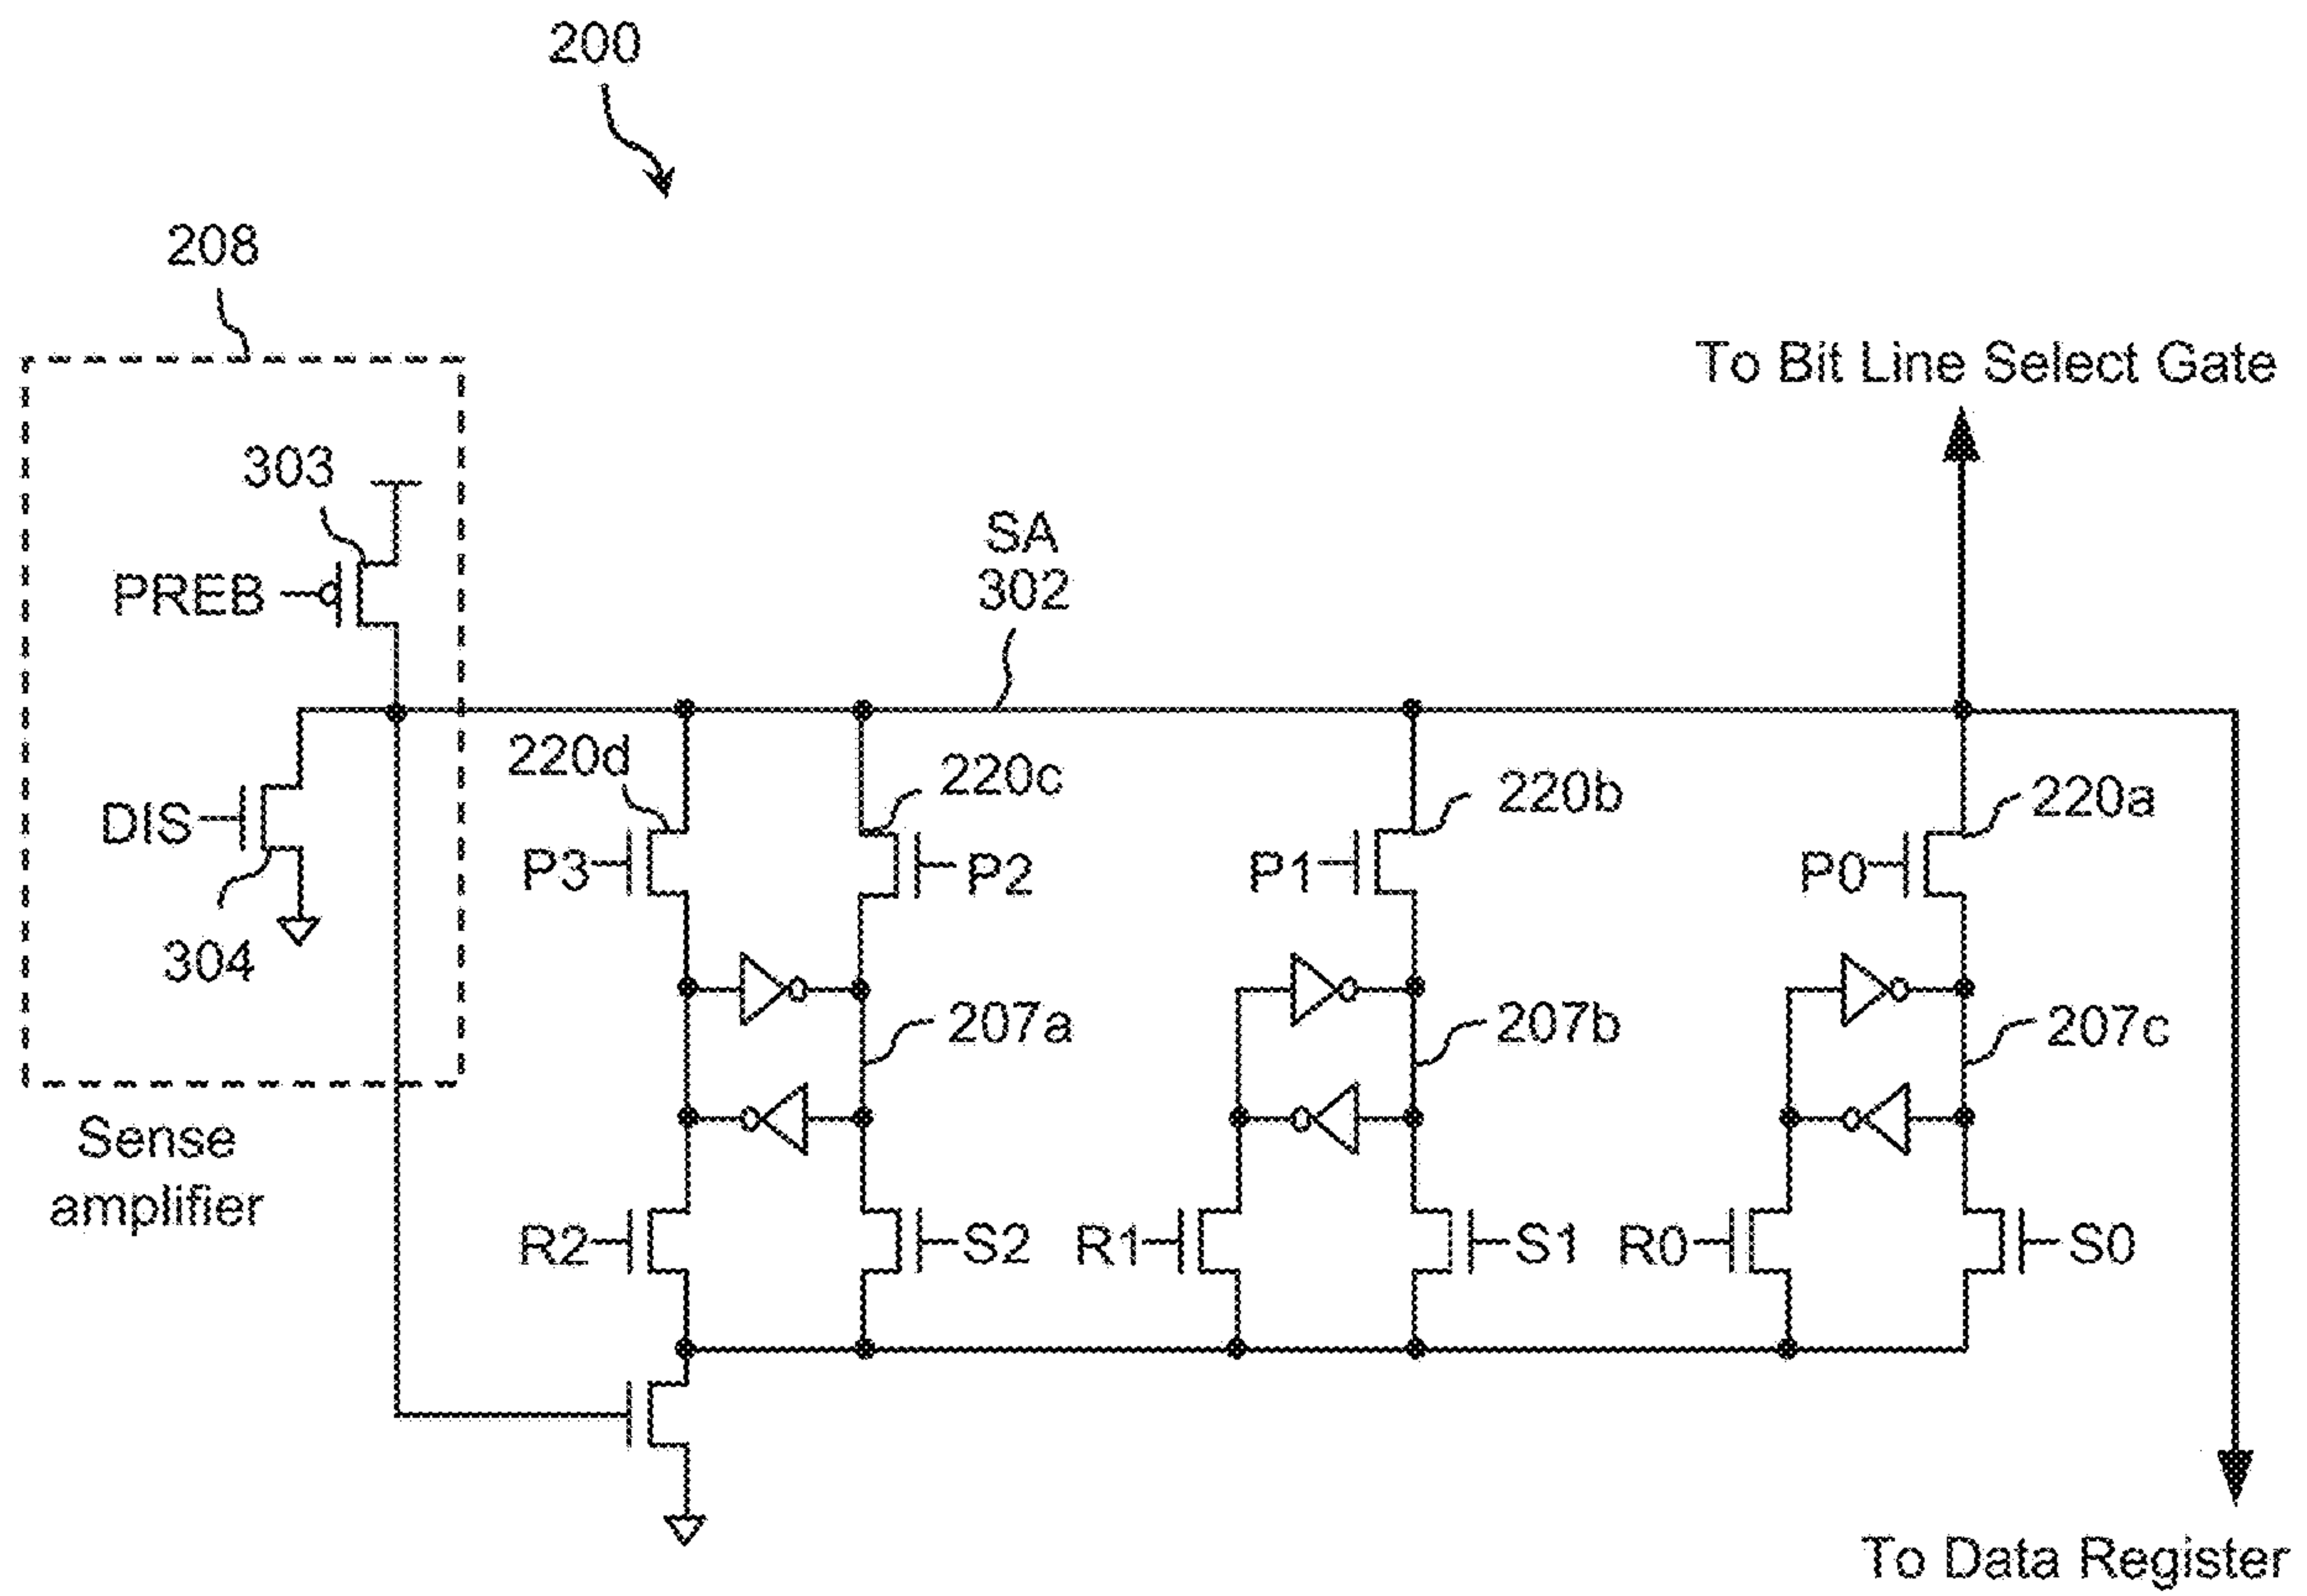 200
208
To Bit Line Select Gate
303
SA
302
PREB
220d
220c
220b
220a
DIS
P3
P2
P1
P0
304
207a
207b
207c
Sense
amplifier
R2
S2
R1
S1
R0
S0
To Data Register